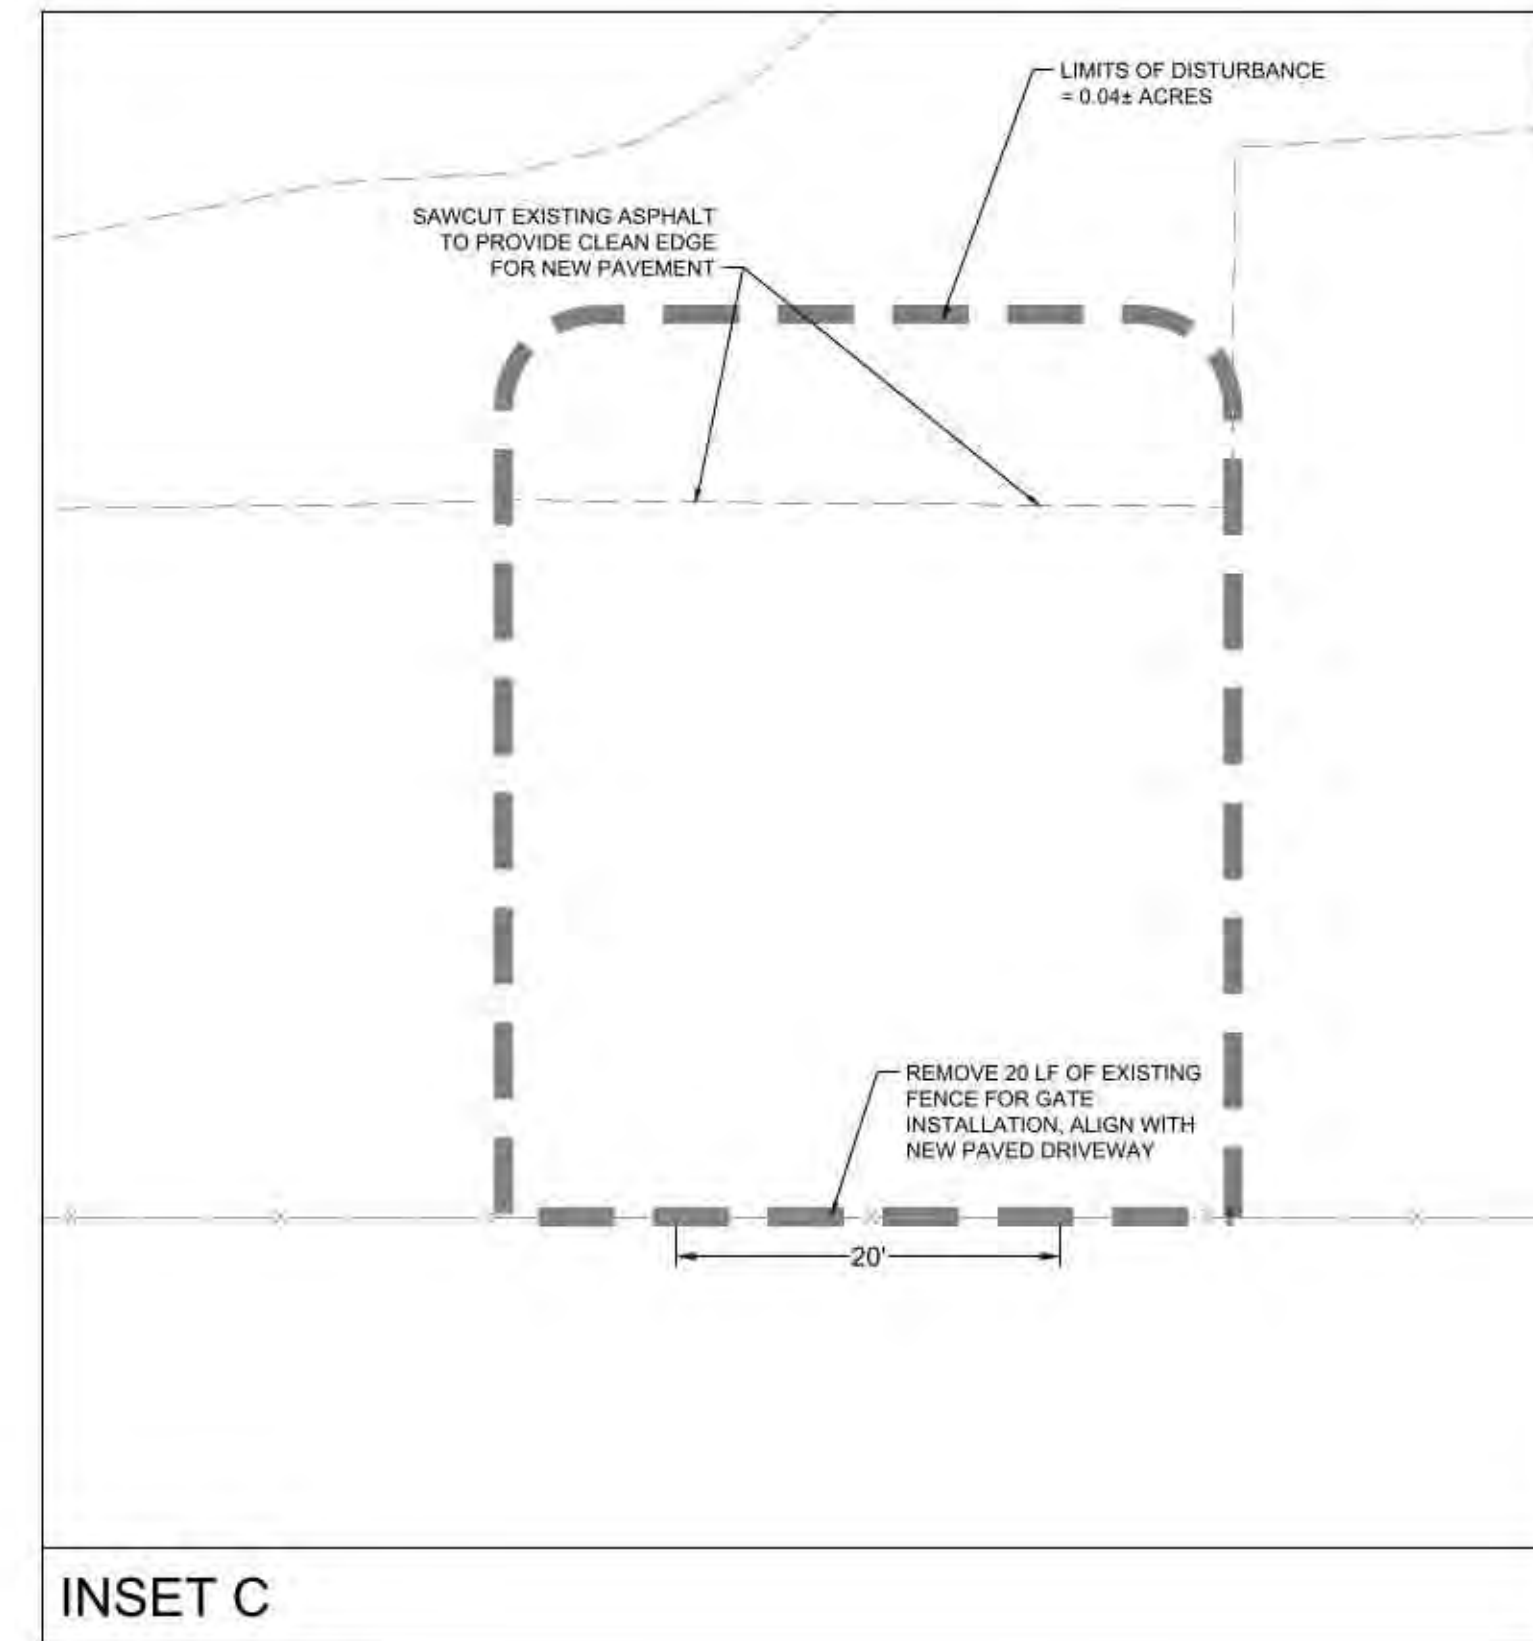 LIMITS OF DISTURBANCE
= 0.04± ACRES
SAWCUT EXISTING ASPHALT
TO PROVIDE CLEAN EDGE
FOR NEW PAVEMENT
REMOVE 20 LF OF EXISTING
FENCE FOR GATE
INSTALLATION, ALIGN WITH
NEW PAVED DRIVEWAY
20'
INSET C